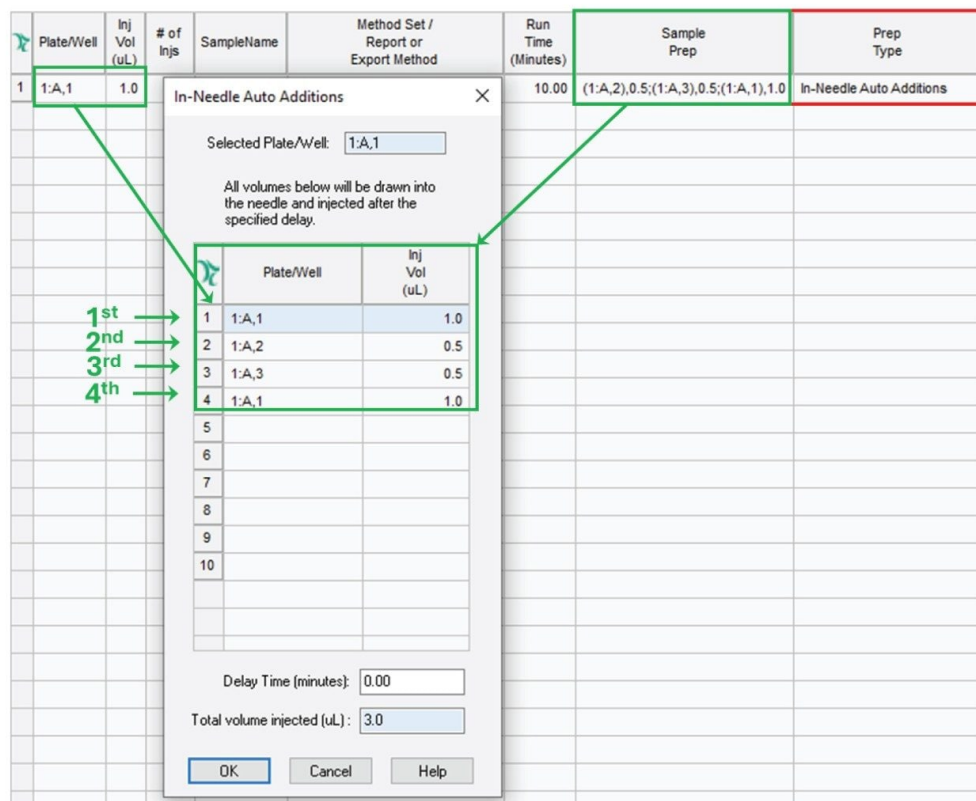 Plate/Well
Inj
Vol
(uL)
# of
Injs
SampleName
Method Set /
Report or
Export Method
Run
Time
(Minutes)
Sample
Prep
Prep
Type
1 1:A,1 1.0 10.00 (1:A,2),0.5;(1:A,3),0.5;(1:A,1),1.0 In-Needle Auto Additions
In-Needle Auto Additions
Selected Plate/Well: 1:A,1
All volumes below will be drawn into
the needle and injected after the
specified delay.
Plate/Well
Inj
Vol
(uL)
1st 1 1:A,1 1.0
2nd 2 1:A,2 0.5
3rd 3 1:A,3 0.5
4th 4 1:A,1 1.0
5
6
7
8
9
10
Delay Time (minutes): 0.00
Total volume injected (uL) : 3.0
OK Cancel Help